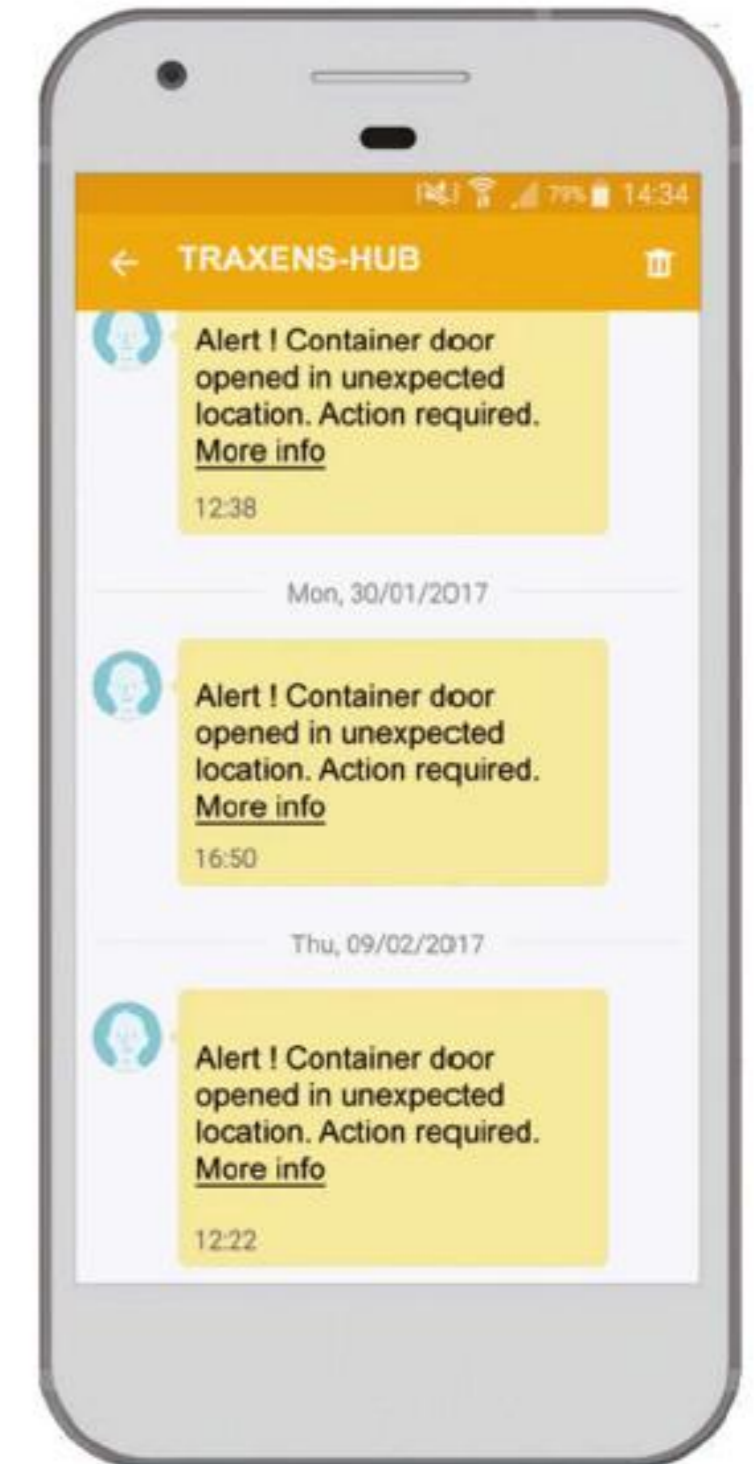 79% 14:34
TRAXENS-HUB
Alert ! Container door
opened in unexpected
location. Action required.
More info
12:38
Mon, 30/01/2017
Alert ! Container door
opened in unexpected
location. Action required.
More info
16:50
Thu, 09/02/2017
Alert ! Container door
opened in unexpected
location. Action required.
More info
12:22